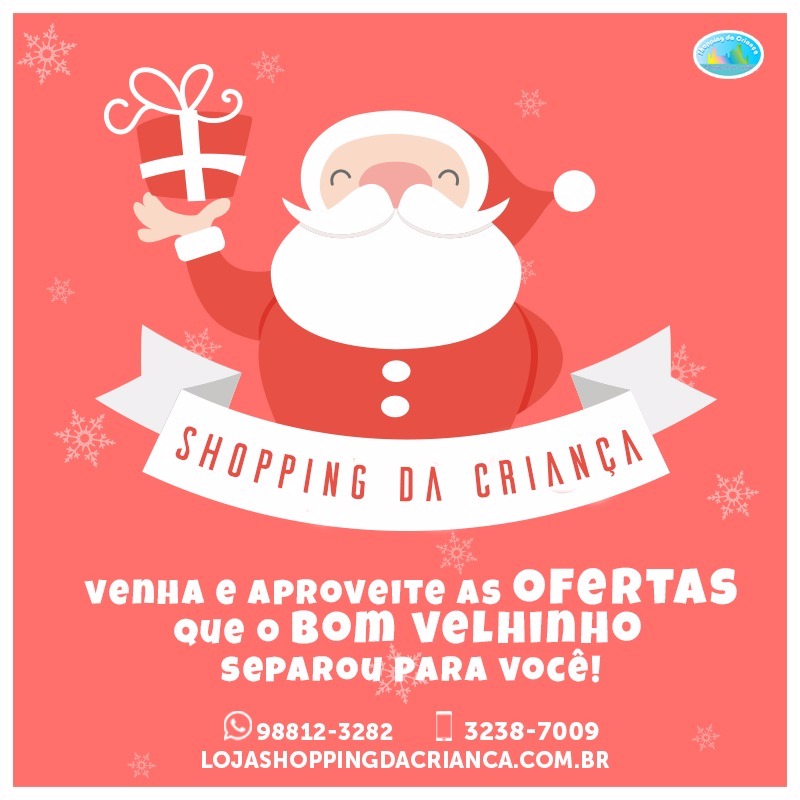 Shopping da Criança
SHOPPING DA CRIANÇA
VENHA E APROVEITE AS OFERTAS
QUE O BOM VELHINHO
SEPAROU PARA VOCÊ!
98812-3282 3238-7009
LOJASHOPPINGDACRIANCA.COM.BR